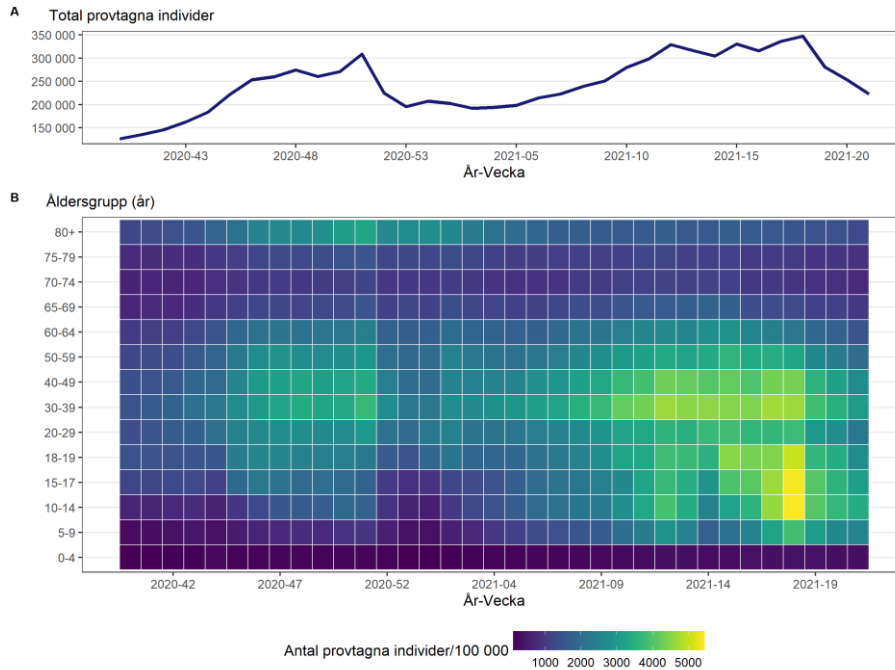 A
Total provtagna individer
350 000
300 000
250 000
200 000
150 000
2020-43 2020-48 2020-53 2021-05 2021-10 2021-15 2021-20
År-Vecka
B
Åldersgrupp (år)
80+
75-79
70-74
65-69
60-64
50-59
40-49
30-39
20-29
18-19
15-17
10-14
5-9
0-4
2020-42 2020-47 2020-52 2021-04 2021-09 2021-14 2021-19
År-Vecka
Antal provtagna individer/100 000
1000 2000 3000 4000 5000